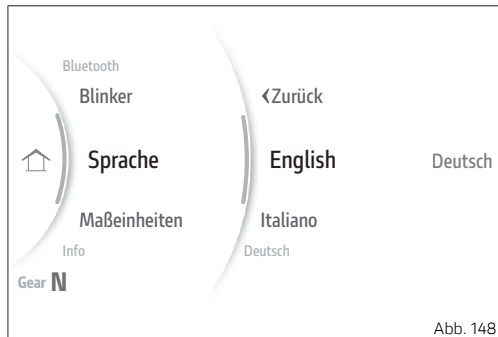 Bluetooth
Blinker
‹Zurück
Sprache
English
Deutsch
Maßeinheiten
Italiano
Info
Deutsch
Gear N
Abb. 148